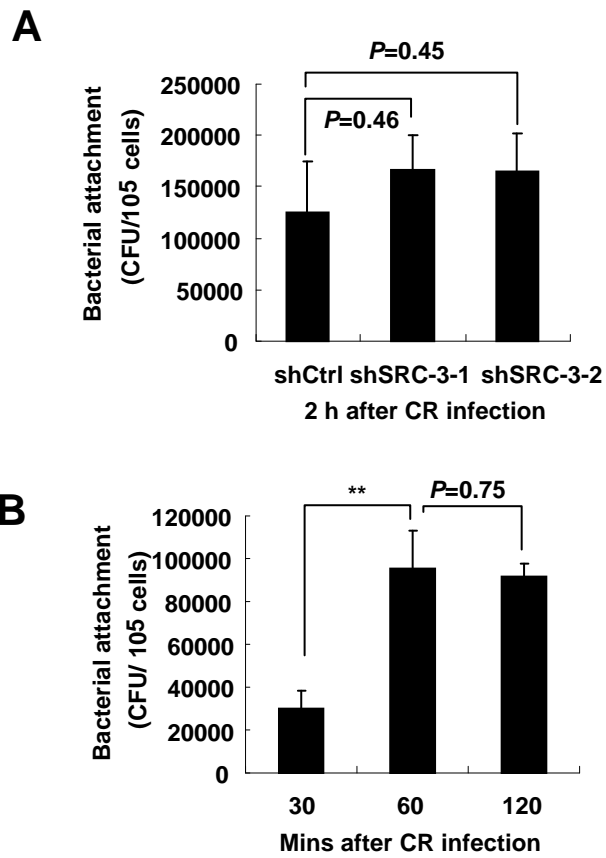 A
P=0.45
P=0.46
Bacterial attachment
(CFU/10⁵ cells)
250000
200000
150000
100000
50000
0
shCtrl shSRC-3-1 shSRC-3-2
2 h after CR infection
B
**
P=0.75
Bacterial attachment
(CFU/ 10⁵ cells)
120000
100000
80000
60000
40000
20000
0
30 60 120
Mins after CR infection